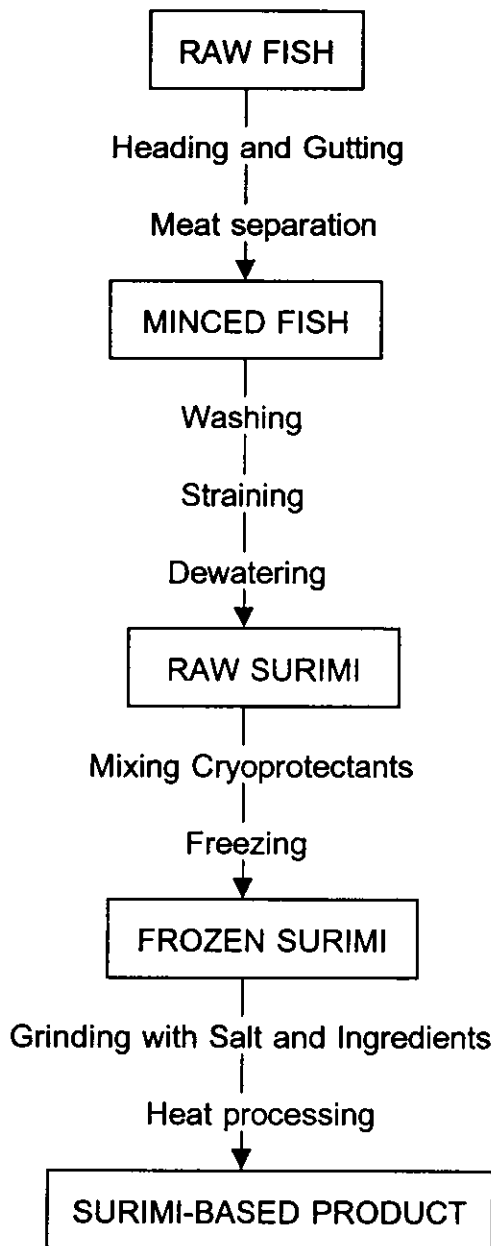 RAW FISH
Heading and Gutting
Meat separation
MINCED FISH
Washing
Straining
Dewatering
RAW SURIMI
Mixing Cryoprotectants
Freezing
FROZEN SURIMI
Grinding with Salt and Ingredients
Heat processing
SURIMI-BASED PRODUCT